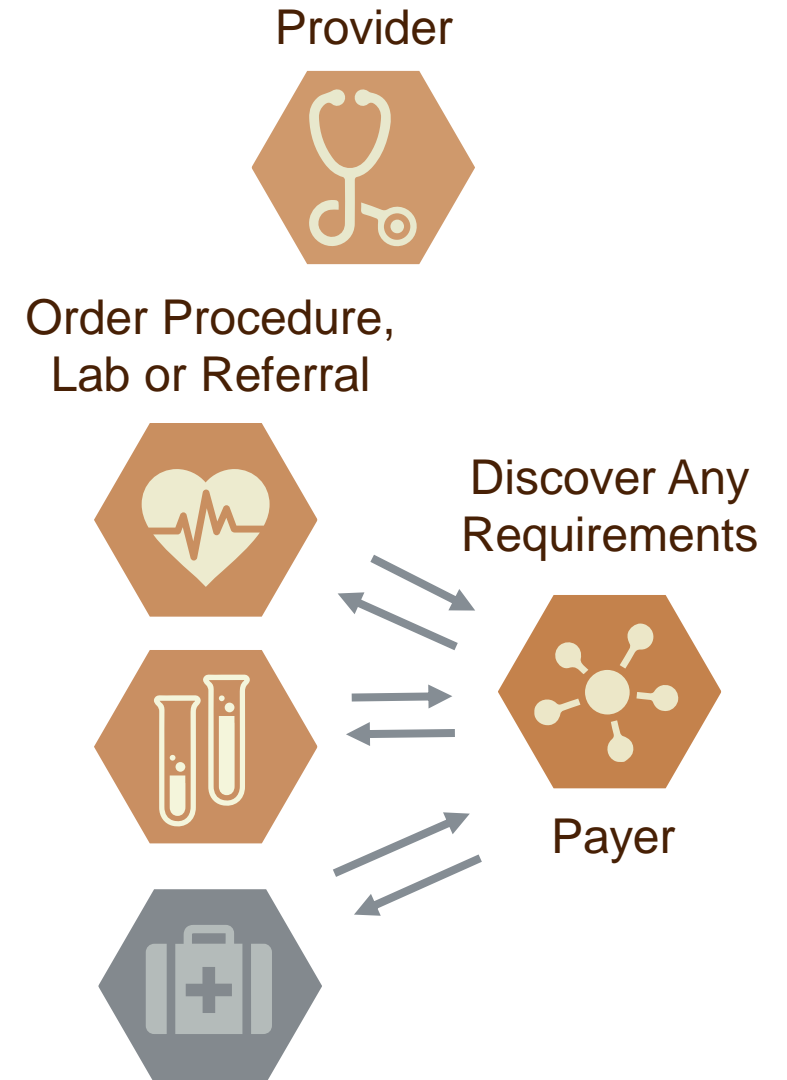 Provider
Order Procedure,
Lab or Referral
Discover Any
Requirements
Payer